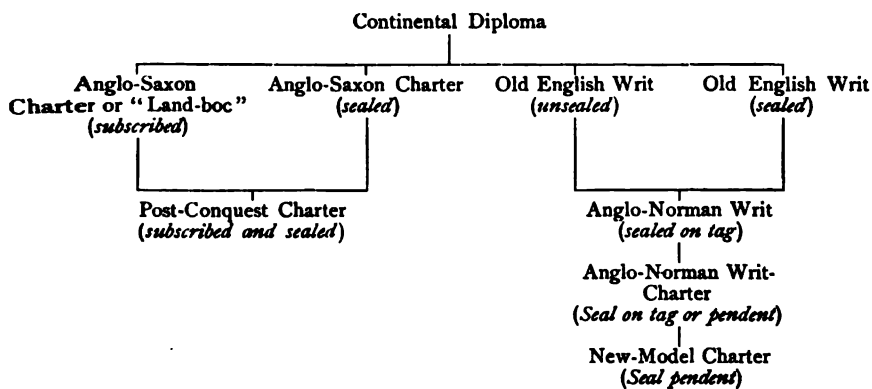 Continental Diploma
Anglo-Saxon
Charter or "Land-boc"
(subscribed)
Anglo-Saxon Charter
(sealed)
Old English Writ
(unsealed)
Old English Writ
(sealed)
Post-Conquest Charter
(subscribed and sealed)
Anglo-Norman Writ
(sealed on tag)
Anglo-Norman Writ-
Charter
(Seal on tag or pendent)
New-Model Charter
(Seal pendent)